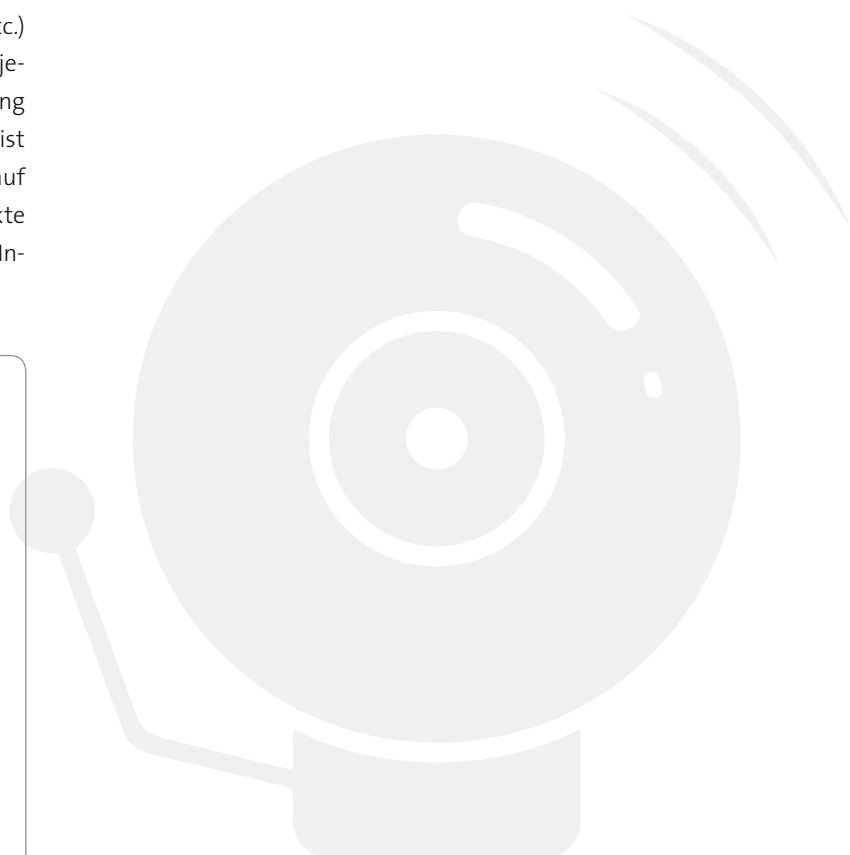 tc.)
je-
ng
ist
uf
kte
In-